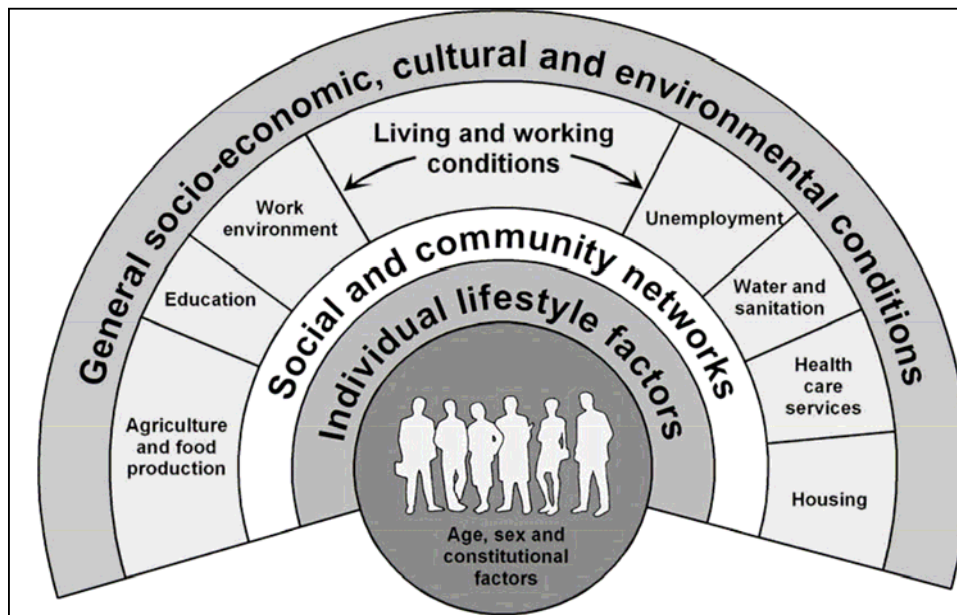 General socio-economic, cultural and environmental conditions
Living and working
conditions
Work
environment
Unemployment
Education
Water and
sanitation
Agriculture
and food
production
Health
care
services
Housing
Social and community networks
Individual lifestyle factors
Age, sex and
constitutional
factors